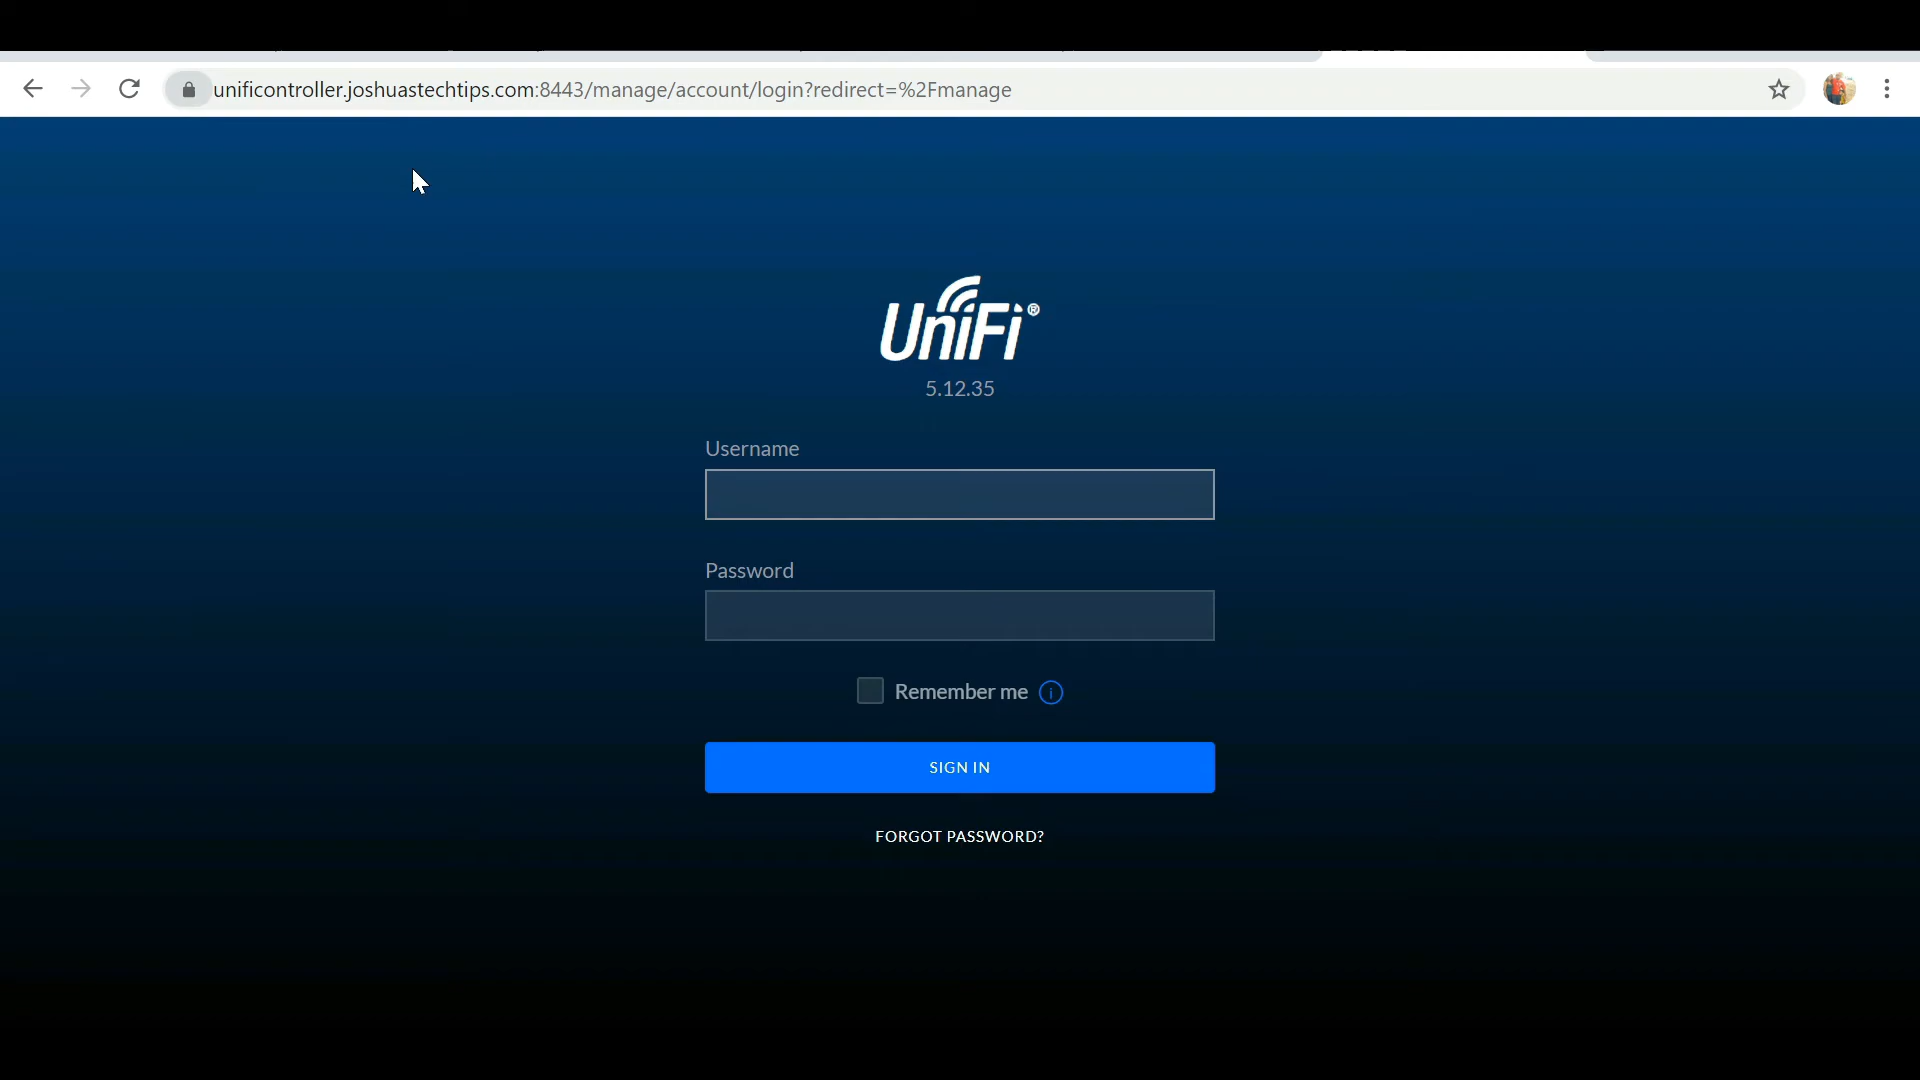 unificontroller.joshuastechtips.com:8443/manage/account/login?redirect=%2Fmanage
UniFi®
5.12.35
Username
Password
Remember me
SIGN IN
FORGOT PASSWORD?